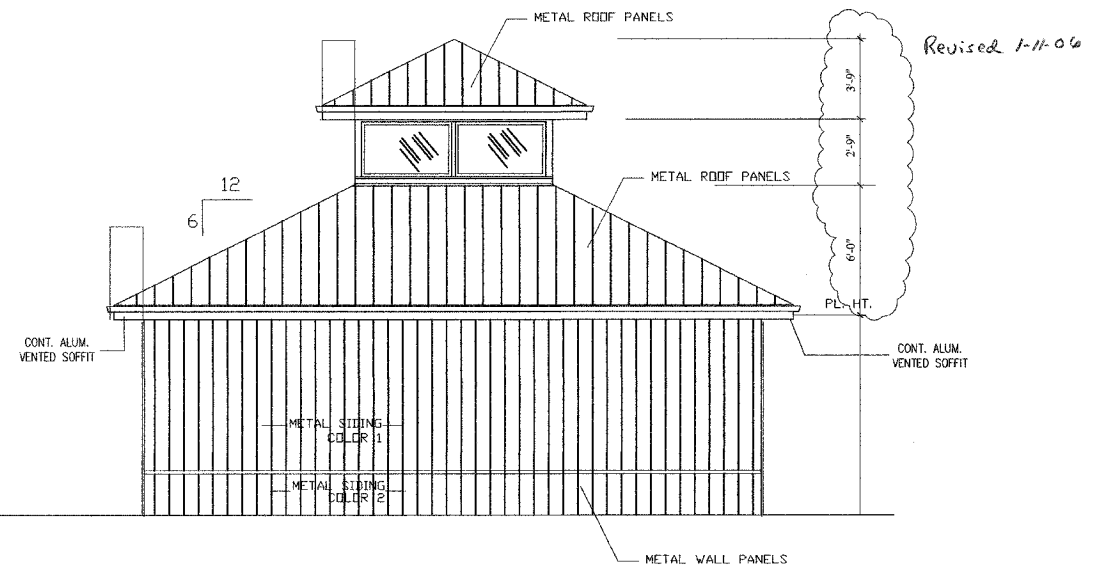 METAL ROOF PANELS
Revised 1-11-06
3'-9"
2'-9"
METAL ROOF PANELS
12
6
6'-0"
PL. HT.
CONT. ALUM.
VENTED SOFFIT
CONT. ALUM.
VENTED SOFFIT
METAL SIDING
COLOR 1
METAL SIDING
COLOR 2
METAL WALL PANELS